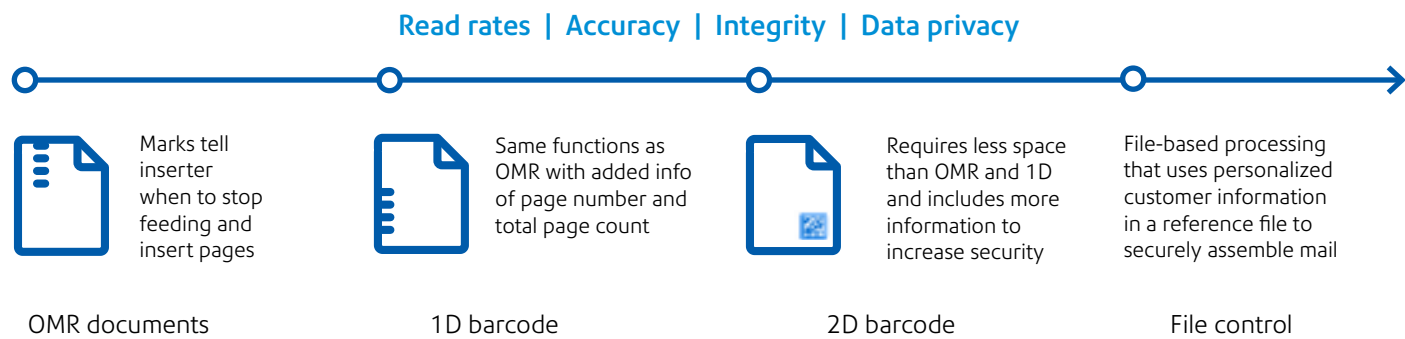 Read rates | Accuracy | Integrity | Data privacy
Marks tell
inserter
when to stop
feeding and
insert pages
Same functions as
OMR with added info
of page number and
total page count
Requires less space
than OMR and 1D
and includes more
information to
increase security
File-based processing
that uses personalized
customer information
in a reference file to
securely assemble mail
OMR documents
1D barcode
2D barcode
File control